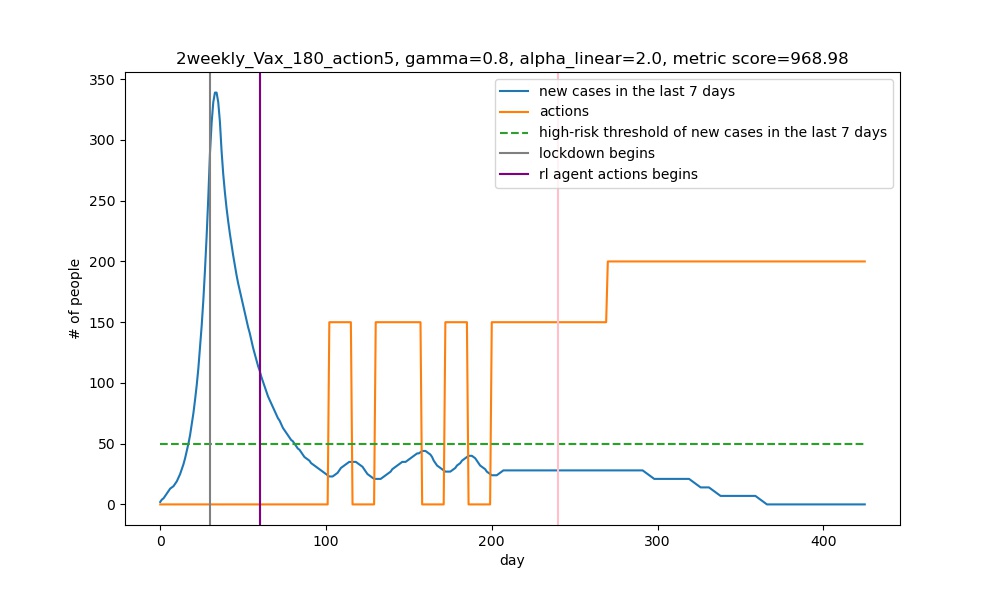 2weekly_Vax_180_action5, gamma=0.8, alpha_linear=2.0, metric score=968.98
new cases in the last 7 days
actions
high-risk threshold of new cases in the last 7 days
lockdown begins
rl agent actions begins
# of people
350
300
250
200
150
100
50
0
0 100 200 300 400
day